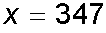 x = 347